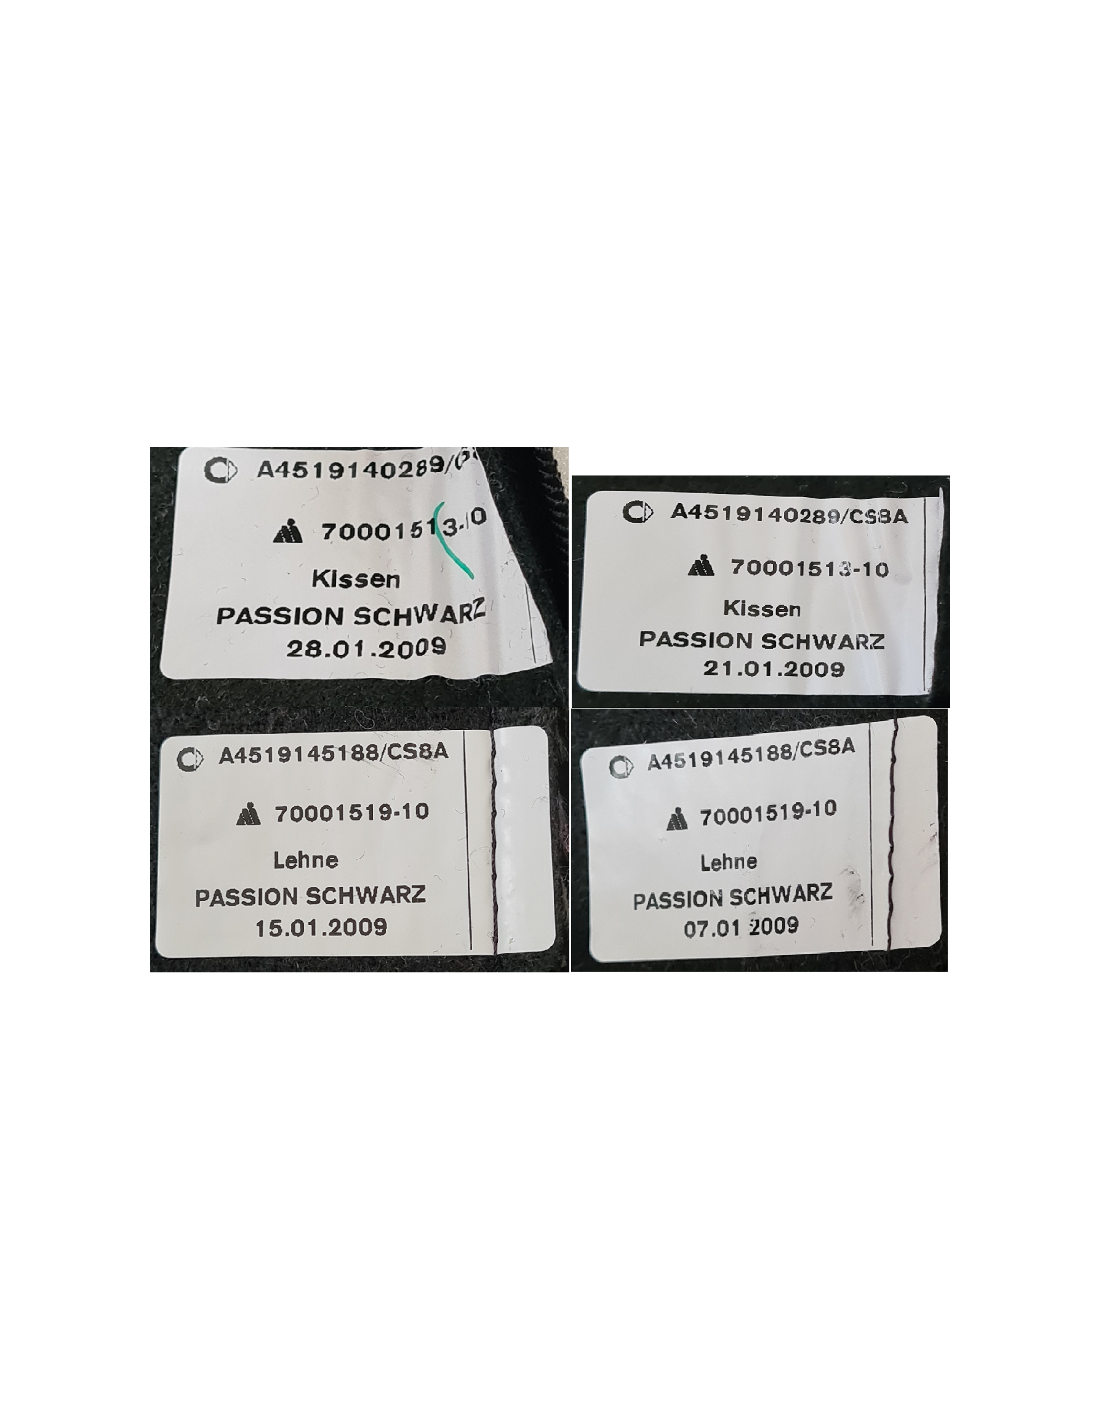 A4519140289/
70001513-10
Kissen
PASSION SCHWARZ
28.01.2009
A4519140289/CS8A
70001513-10
Kissen
PASSION SCHWARZ
21.01.2009
A4519145188/CS8A
70001519-10
Lehne
PASSION SCHWARZ
15.01.2009
A4519145188/CS8A
70001519-10
Lehne
PASSION SCHWARZ
07.01 2009